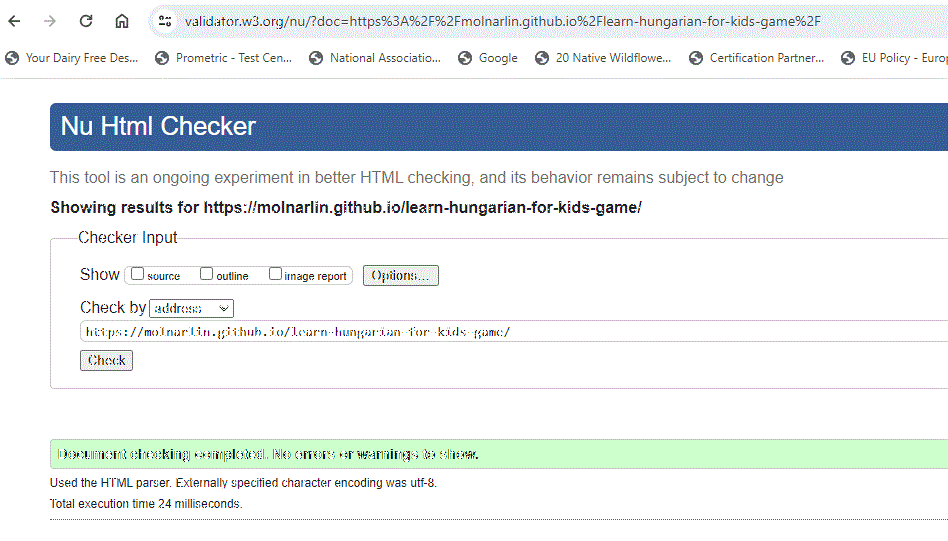 validator.w3.org/nu/?doc=https%3A%2F%2Fmolnarlin.github.io%2Flearn-hungarian-for-kids-game%2F
Your Dairy Free Des... Prometric - Test Cen... National Associatio... Google 20 Native Wildflowe... Certification Partner... EU Policy - Europ
Nu Html Checker
This tool is an ongoing experiment in better HTML checking, and its behavior remains subject to change
Showing results for https://molnarlin.github.io/learn-hungarian-for-kids-game/
Checker Input
Show source outline image report Options...
Check by address
https://molnarlin.github.io/learn-hungarian-for-kids-game/
Check
Document checking completed. No errors or warnings to show.
Used the HTML parser. Externally specified character encoding was utf-8.
Total execution time 24 milliseconds.